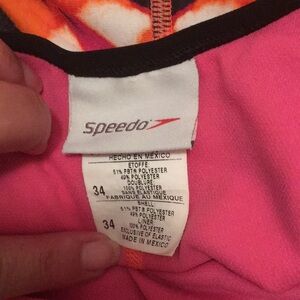 speedo
HECHO EN MEXICO
ETOFFE:
51% PBT® POLYESTER
49% POLYESTER
DOUBLURE
100% POLYESTER
34
SANS ELASTIQUE
FABRIQUE AU MEXIQUE
SHELL:
51% PBT® POLYESTER
49% POLYESTER
LINER
34
100% POLYESTER
EXCLUSIVE OF ELASTIC
MADE IN MEXICO